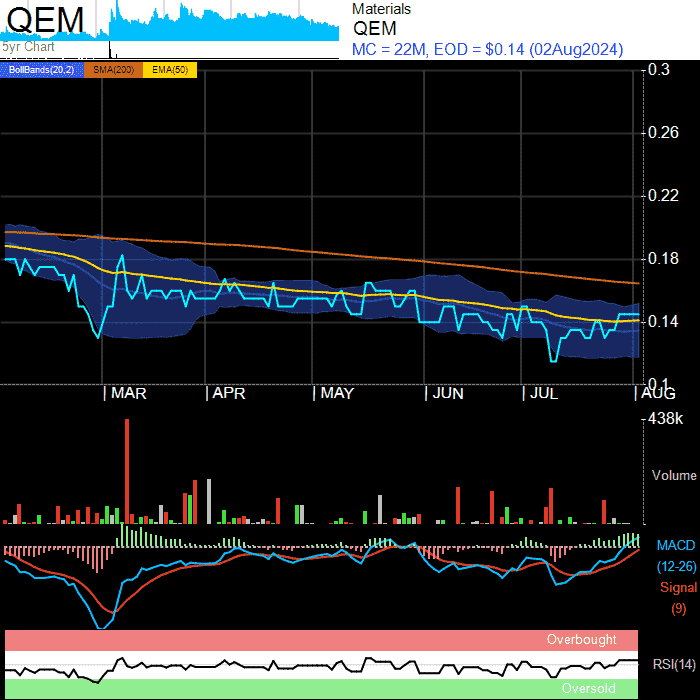 QEM
5yr Chart
Materials
QEM
MC = 22M, EOD = $0.14 (02Aug2024)
BollBands(20,2) SMA(200) EMA(50)
0.3
0.26
0.22
0.18
0.14
0.1
MAR APR MAY JUN JUL AUG
438k
Volume
MACD
(12-26)
Signal
(9)
Overbought
RSI(14)
Oversold